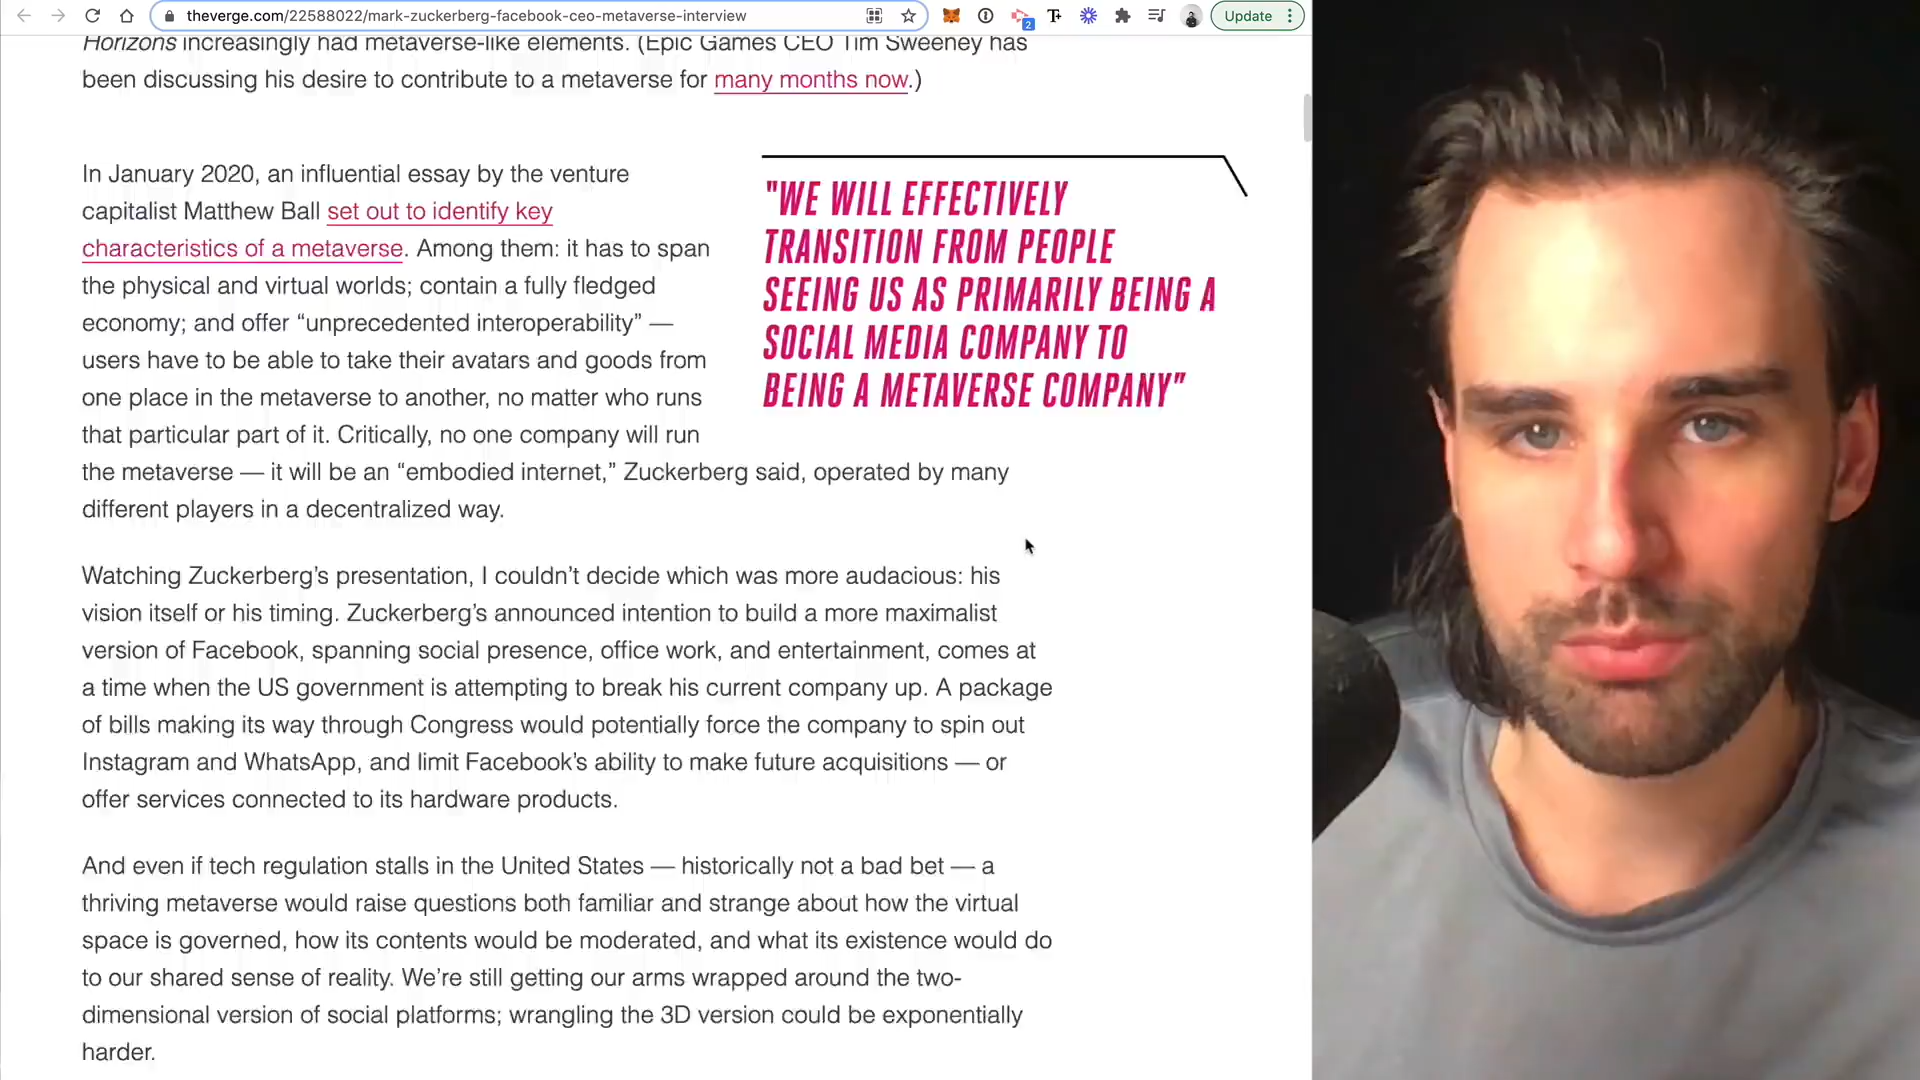 theverge.com/22588022/mark-zuckerberg-facebook-ceo-metaverse-interview
2
Update
Horizons increasingly had metaverse-like elements. (Epic Games CEO Tim Sweeney has
been discussing his desire to contribute to a metaverse for many months now.)
In January 2020, an influential essay by the venture
capitalist Matthew Ball set out to identify key
characteristics of a metaverse. Among them: it has to span
the physical and virtual worlds; contain a fully fledged
economy; and offer “unprecedented interoperability” —
users have to be able to take their avatars and goods from
one place in the metaverse to another, no matter who runs
that particular part of it. Critically, no one company will run
the metaverse — it will be an “embodied internet,” Zuckerberg said, operated by many
different players in a decentralized way.
"WE WILL EFFECTIVELY
TRANSITION FROM PEOPLE
SEEING US AS PRIMARILY BEING A
SOCIAL MEDIA COMPANY TO
BEING A METAVERSE COMPANY”
Watching Zuckerberg’s presentation, I couldn’t decide which was more audacious: his
vision itself or his timing. Zuckerberg’s announced intention to build a more maximalist
version of Facebook, spanning social presence, office work, and entertainment, comes at
a time when the US government is attempting to break his current company up. A package
of bills making its way through Congress would potentially force the company to spin out
Instagram and WhatsApp, and limit Facebook’s ability to make future acquisitions — or
offer services connected to its hardware products.
And even if tech regulation stalls in the United States — historically not a bad bet — a
thriving metaverse would raise questions both familiar and strange about how the virtual
space is governed, how its contents would be moderated, and what its existence would do
to our shared sense of reality. We’re still getting our arms wrapped around the two-
dimensional version of social platforms; wrangling the 3D version could be exponentially
harder.